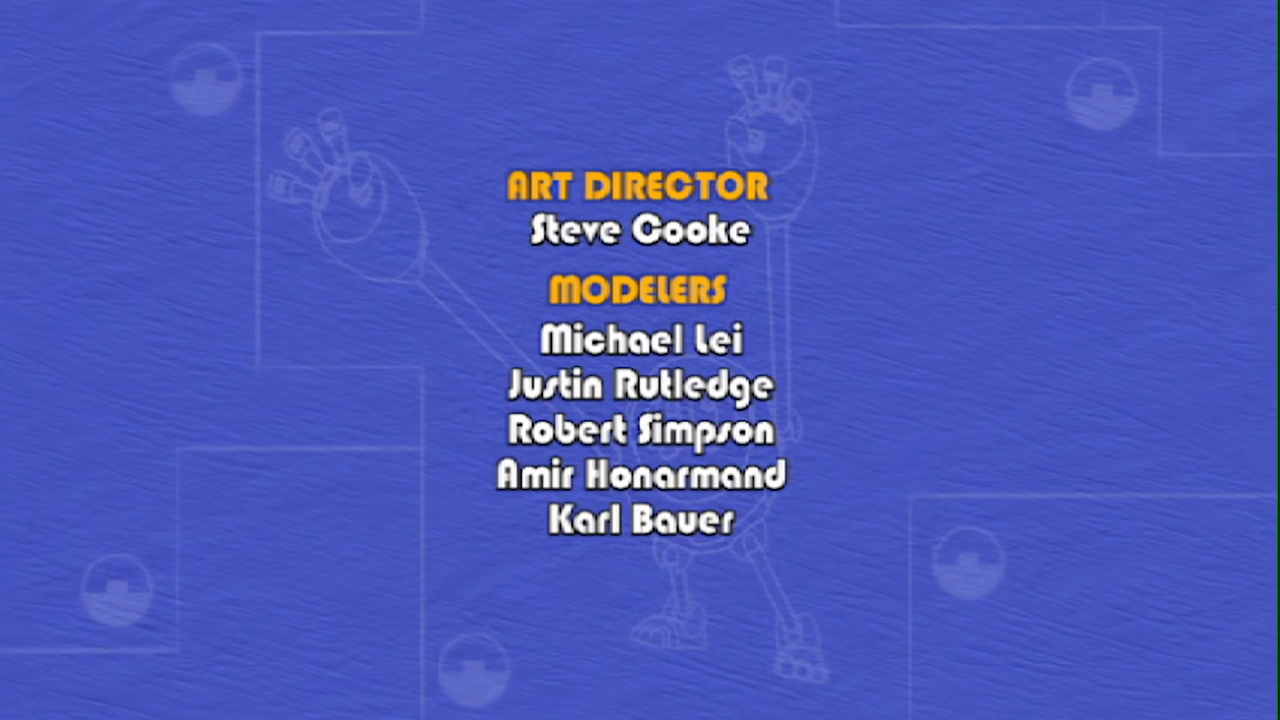 ART DIRECTOR
Steve Cooke
MODELERS
Michael Lei
Justin Rutledge
Robert Simpson
Amir Honarmand
Karl Bauer